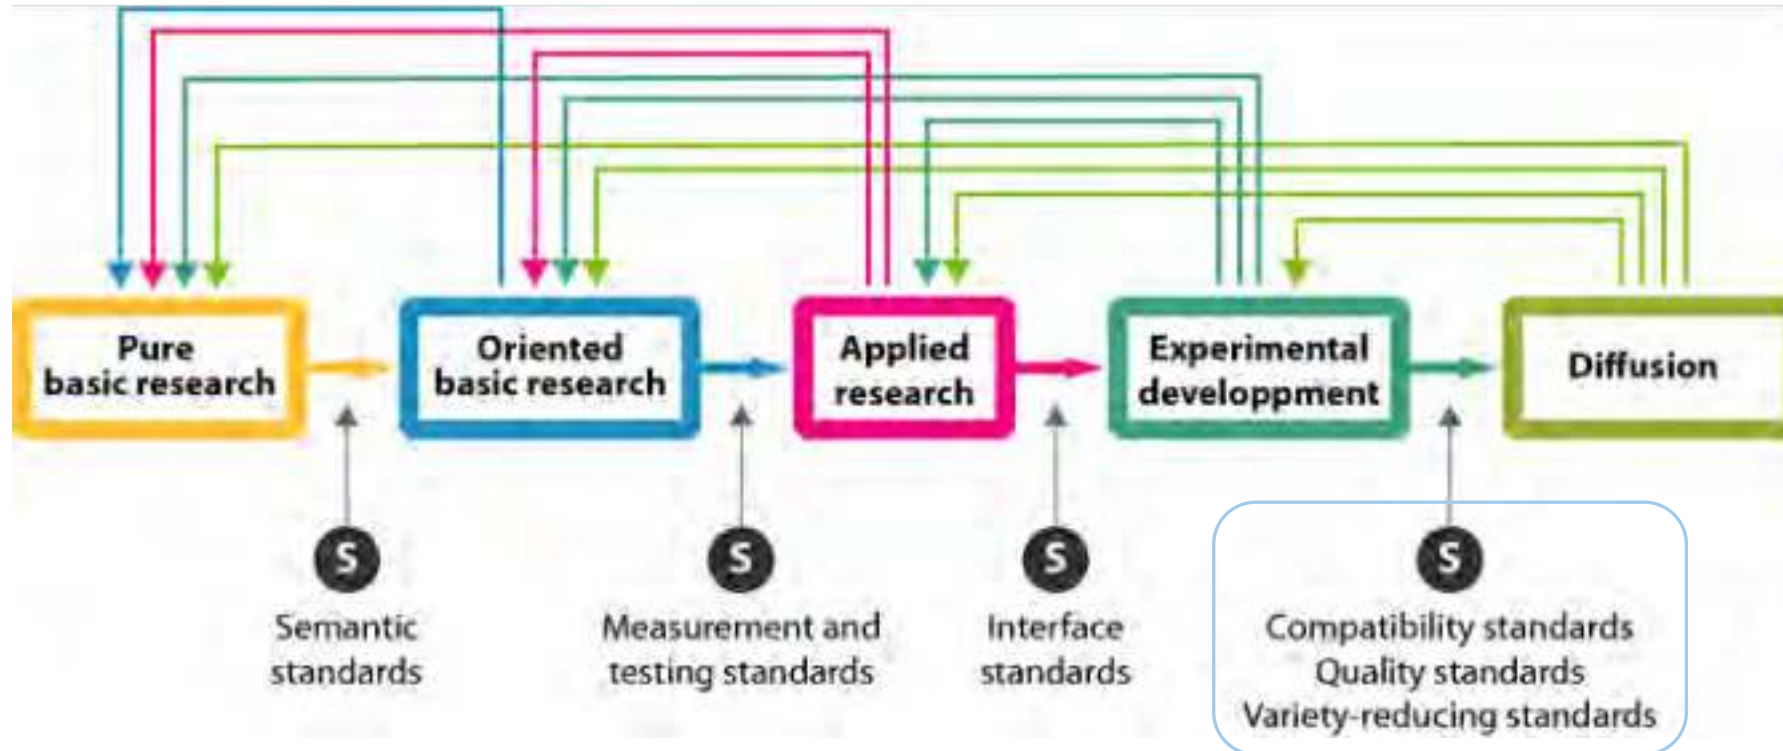 Pure
basic research
Oriented
basic research
Applied
research
Experimental
developpment
Diffusion
S
S
S
S
Semantic
standards
Measurement and
testing standards
Interface
standards
Compatibility standards
Quality standards
Variety-reducing standards